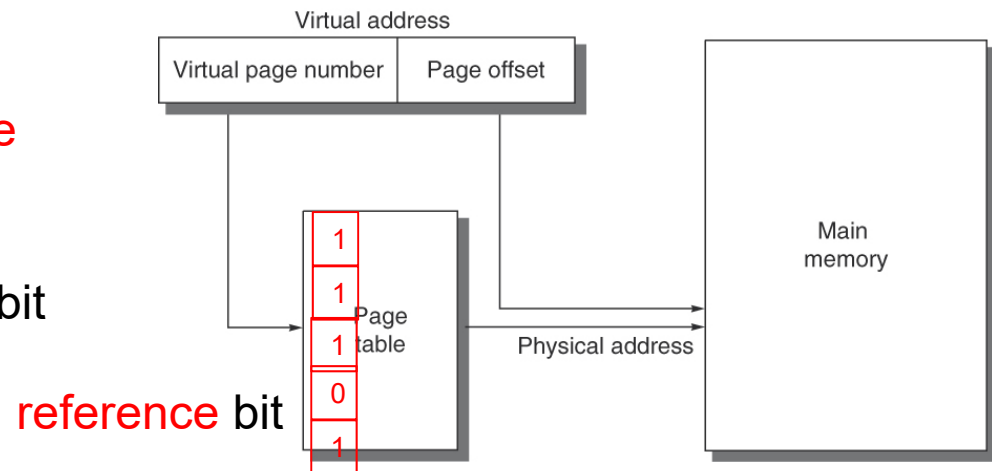 Virtual address
Virtual page number Page offset
e
1
1
bit
Page
table
1
0
reference bit
1
Physical address
Main
memory